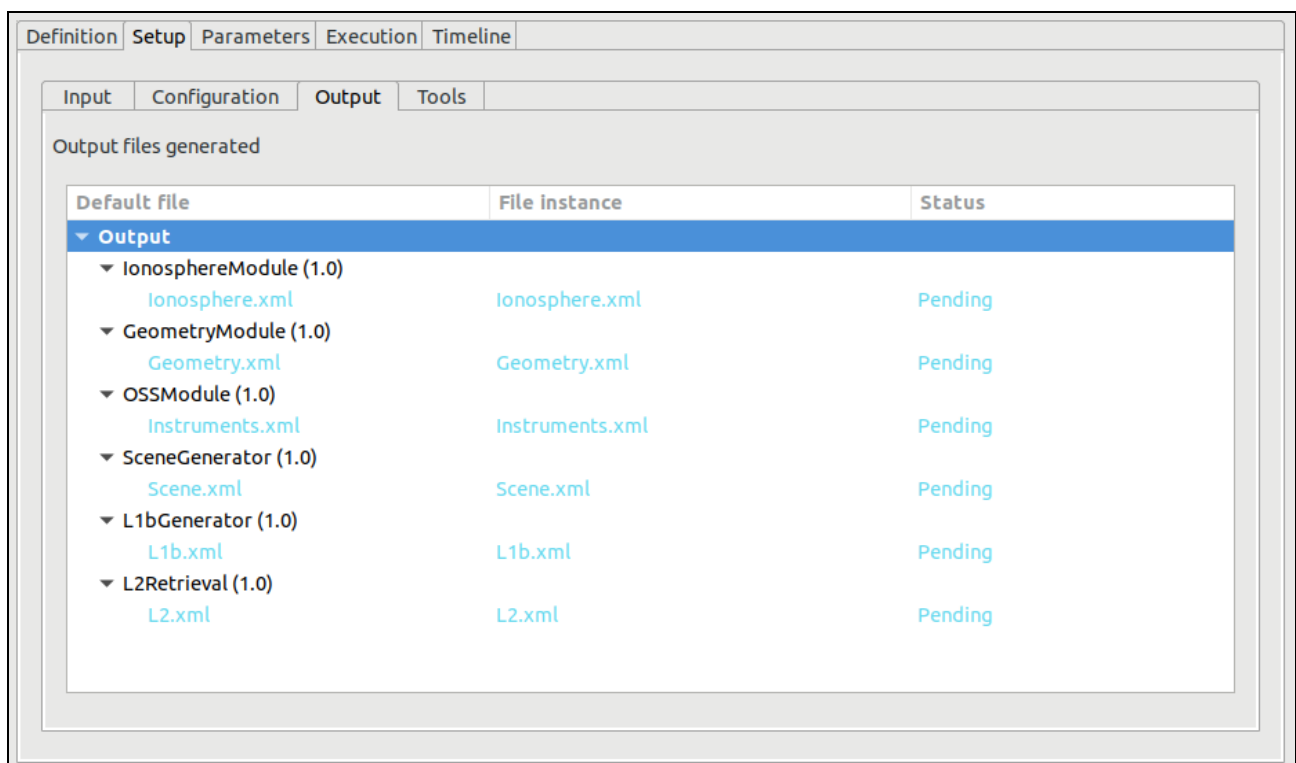 Definition Setup Parameters Execution Timeline
Input Configuration Output Tools
Output files generated
Default file File instance Status
Output
IonosphereModule (1.0)
Ionosphere.xml Ionosphere.xml Pending
GeometryModule (1.0)
Geometry.xml Geometry.xml Pending
OSSModule (1.0)
Instruments.xml Instruments.xml Pending
SceneGenerator (1.0)
Scene.xml Scene.xml Pending
L1bGenerator (1.0)
L1b.xml L1b.xml Pending
L2Retrieval (1.0)
L2.xml L2.xml Pending